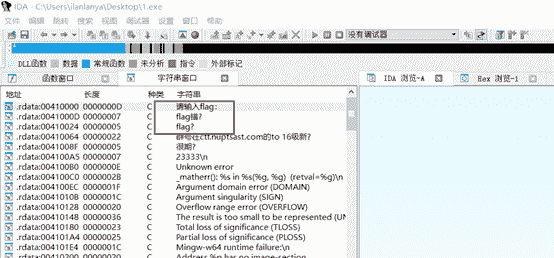 IDA - C:\Users\jianlanya\Desktop\1.exe
文件 编辑 跳转 搜索 视图 调试器 设置 窗口 帮助
没有调试器
DLL函数 数据 常规函数 未分析 指令 外部标记
函数窗口 字符串窗口 IDA 浏览-A Hex 浏览-1
地址 长度 种类 字符串
.rdata:00410000 0000000D C 请输入flag:
.rdata:0041000D 00000007 C flag错?
.rdata:00410024 00000005 C flag?
.rdata:00410064 00000022 C 群号在ctf.nuptsast.com的to 16级新?
.rdata:0041008F 00000005 C 很期?
.rdata:004100A5 00000007 C 23333\n
.rdata:004100B0 0000000E C Unknown error
.rdata:004100C0 0000002B C _matherr(): %s in %s(%g, %g) (retval=%g)\n
.rdata:004100EC 0000001F C Argument domain error (DOMAIN)
.rdata:0041010B 0000001C C Argument singularity (SIGN)
.rdata:00410128 00000020 C Overflow range error (OVERFLOW)
.rdata:00410148 00000036 C The result is too small to be represented (UN
.rdata:00410180 00000023 C Total loss of significance (TLOSS)
.rdata:004101A4 00000025 C Partial loss of significance (PLOSS)
.rdata:004101E4 0000001C C Mingw-w64 runtime failure:\n
Address %p has no image-section